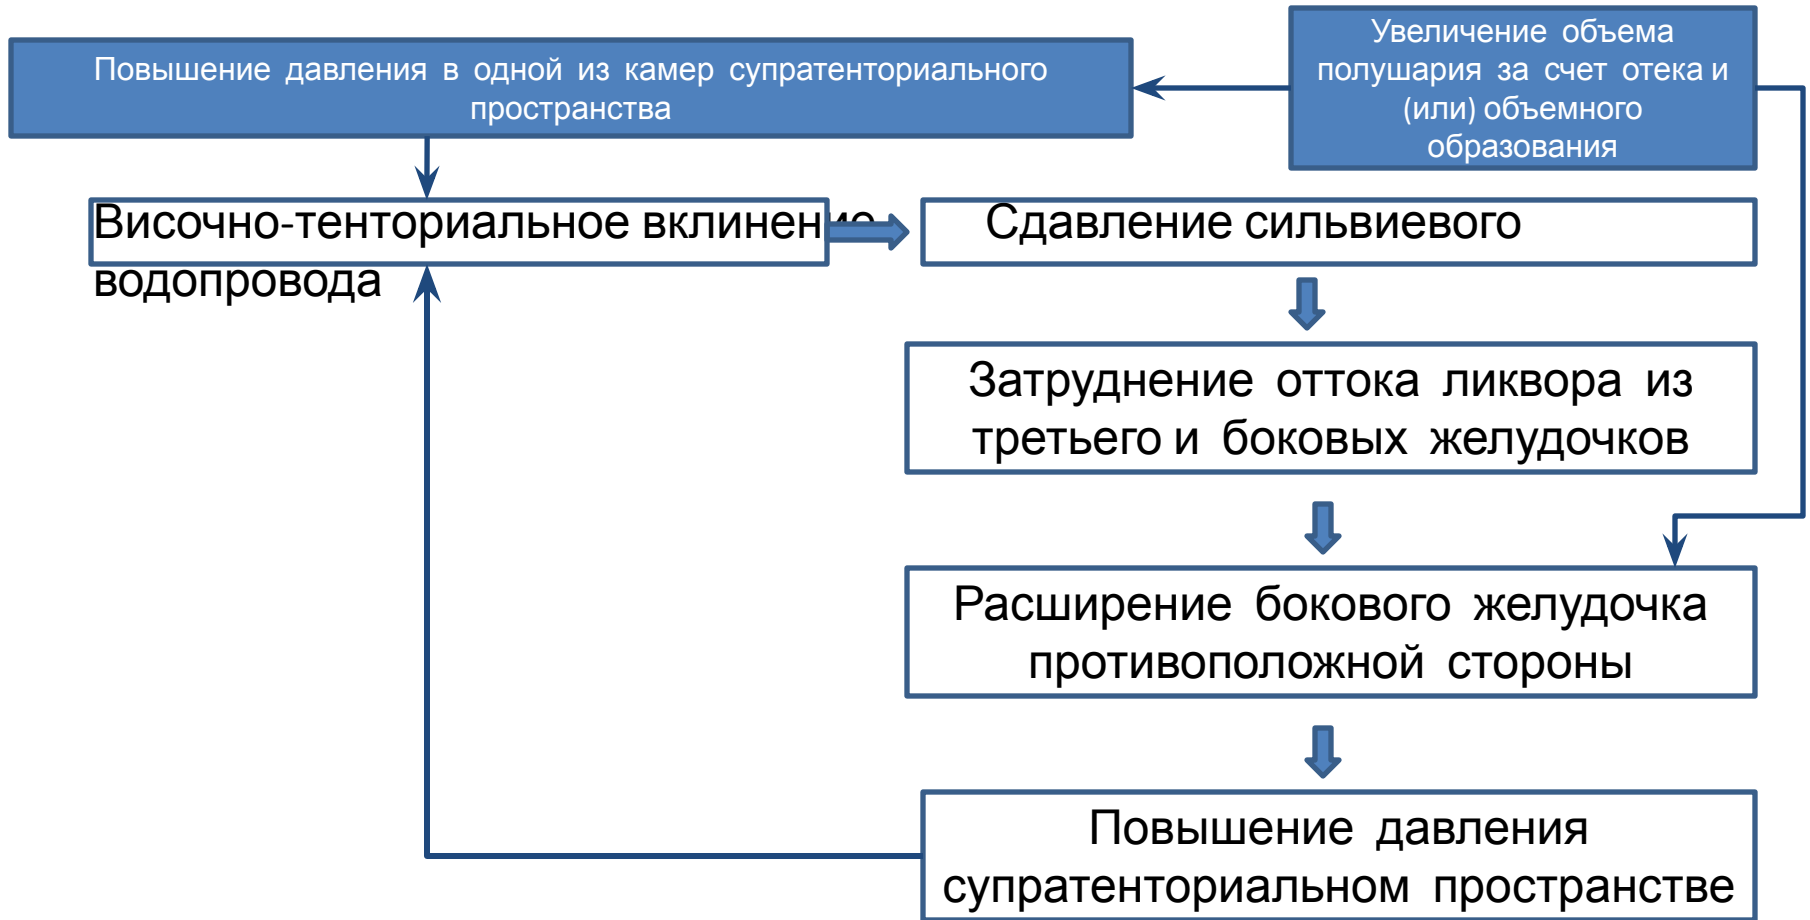 Увеличение объема
полушария за счет отека и
(или) объемного
образования
Повышение давления в одной из камер супратенториального
пространства
Височно-тенториальное вклинение Сдавление сильвиевого
водопровода
Затруднение оттока ликвора из
третьего и боковых желудочков
Расширение бокового желудочка
противоположной стороны
Повышение давления
супратенториальном пространстве